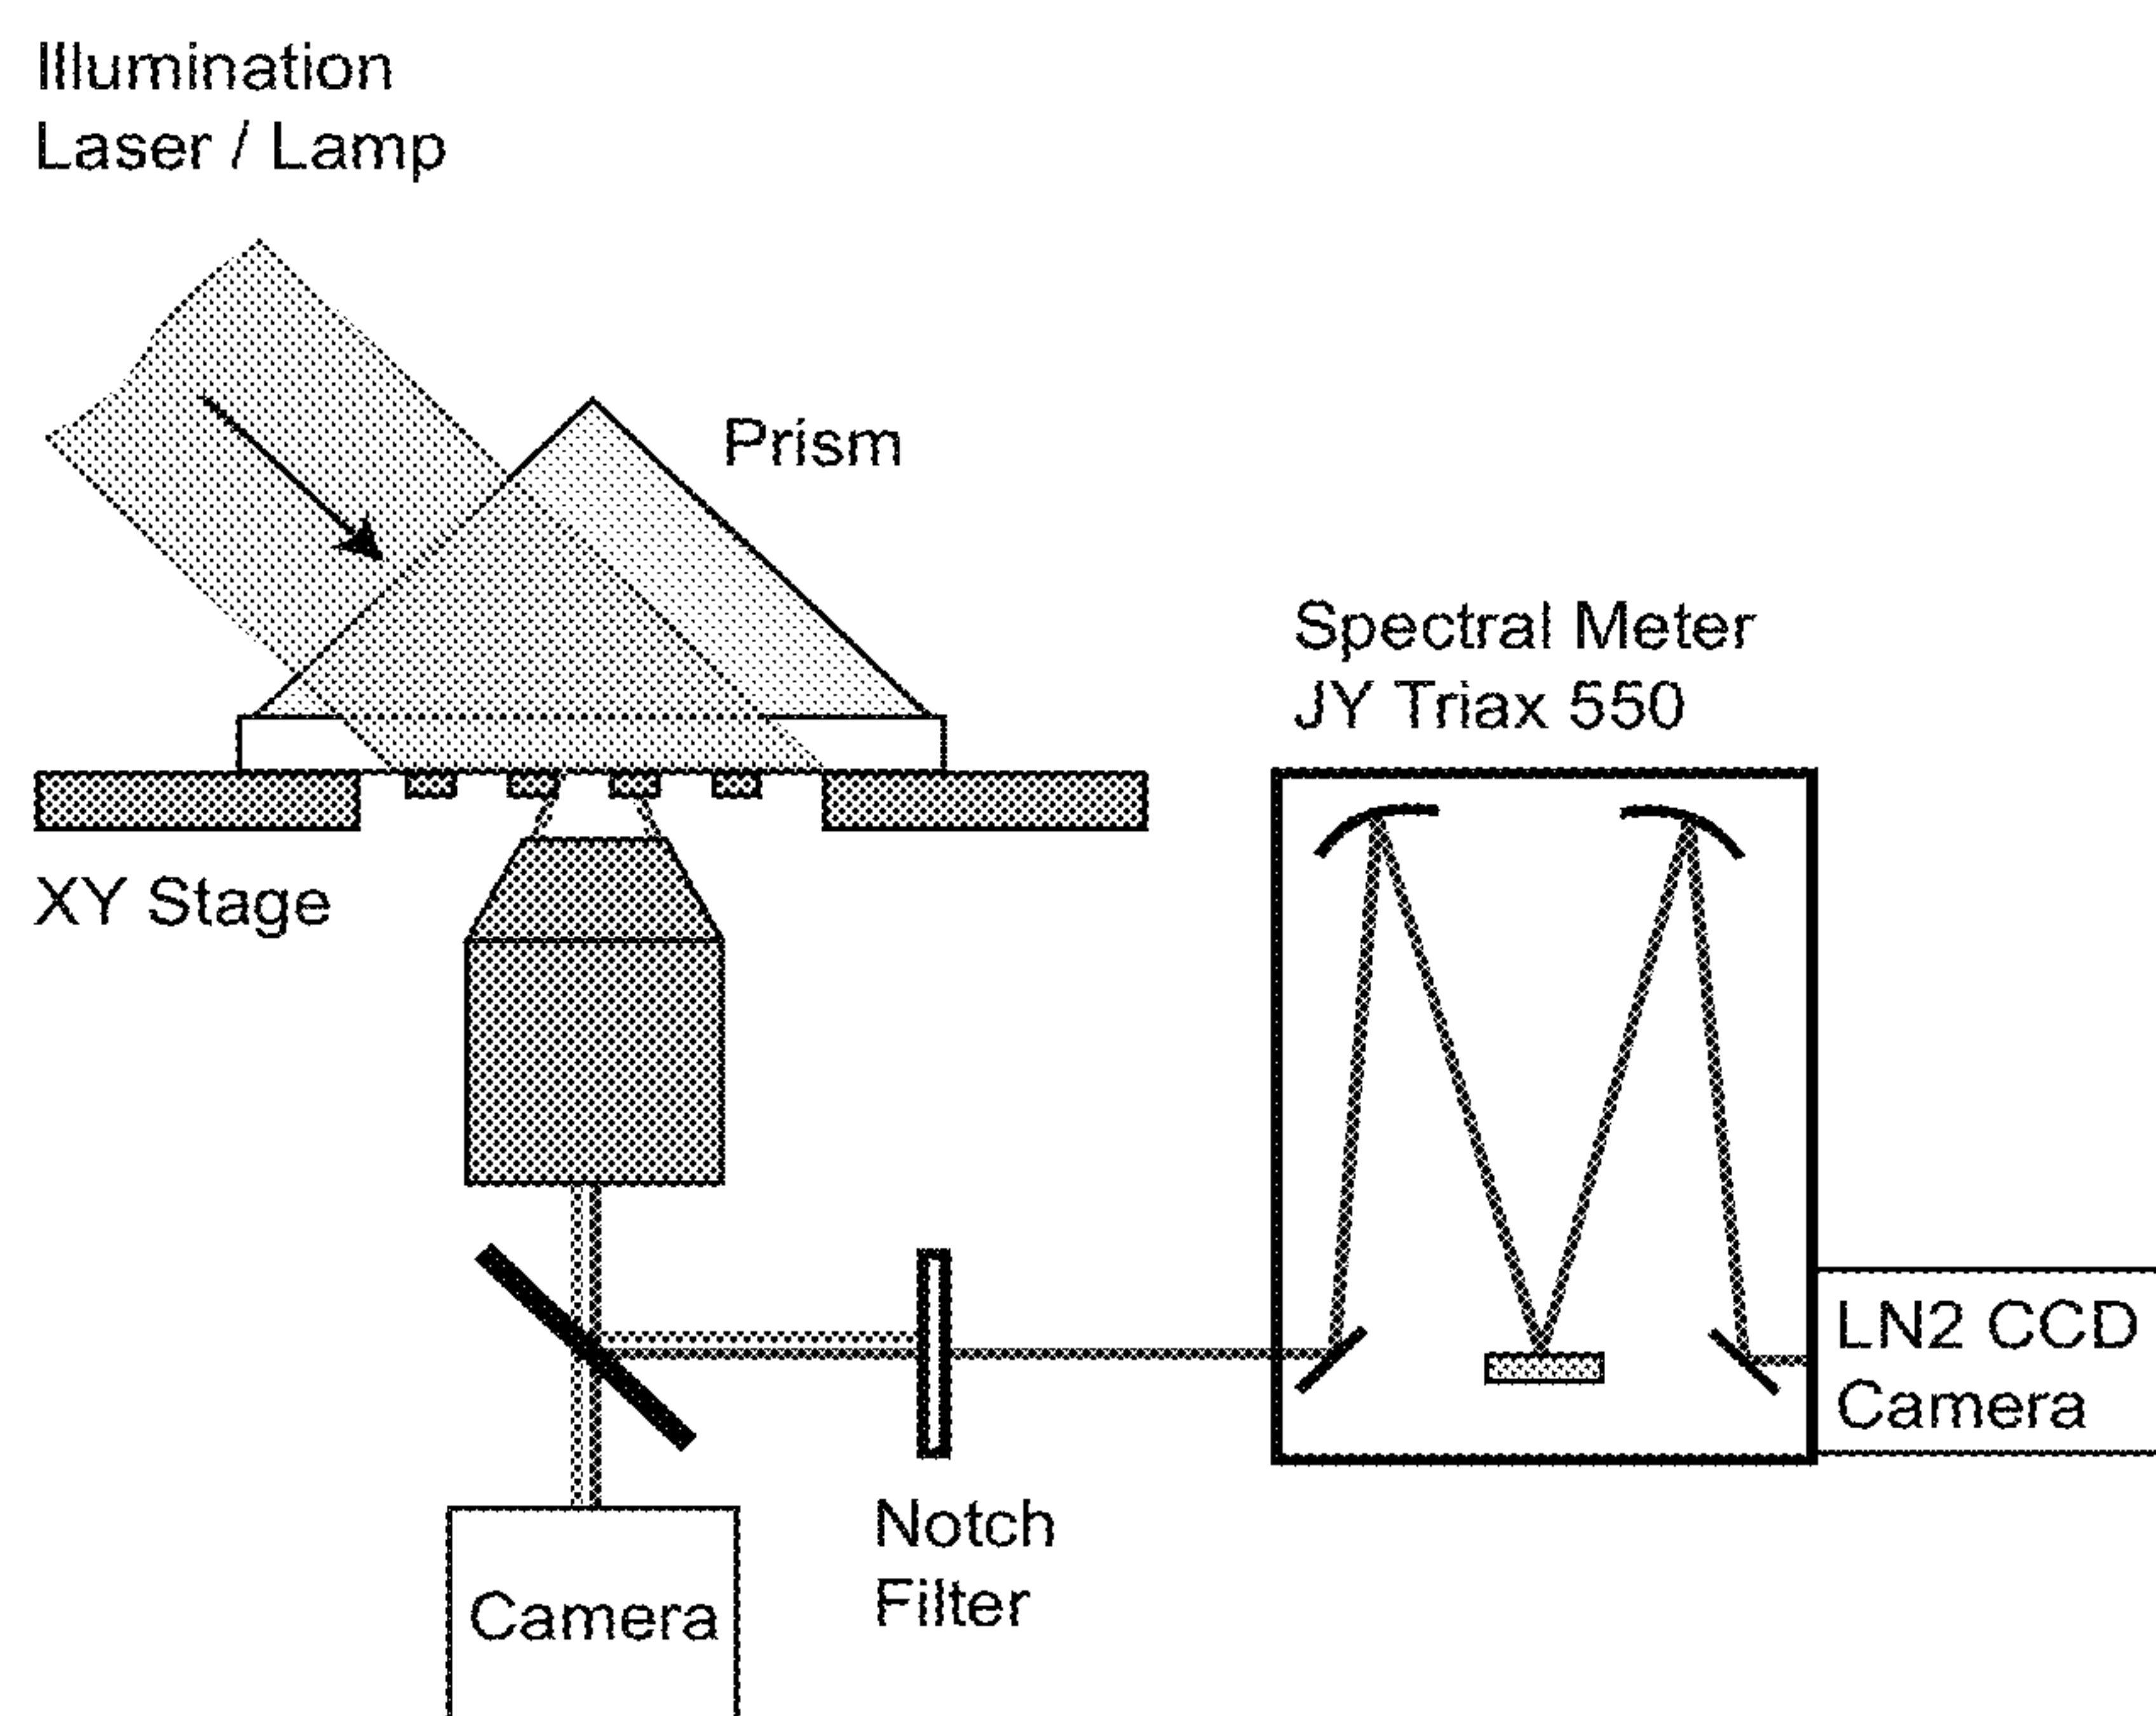 Illumination
Laser / Lamp
Prism
Spectral Meter
JY Triax 550
XY Stage
LN2 CCD
Camera
Notch
Filter
Camera